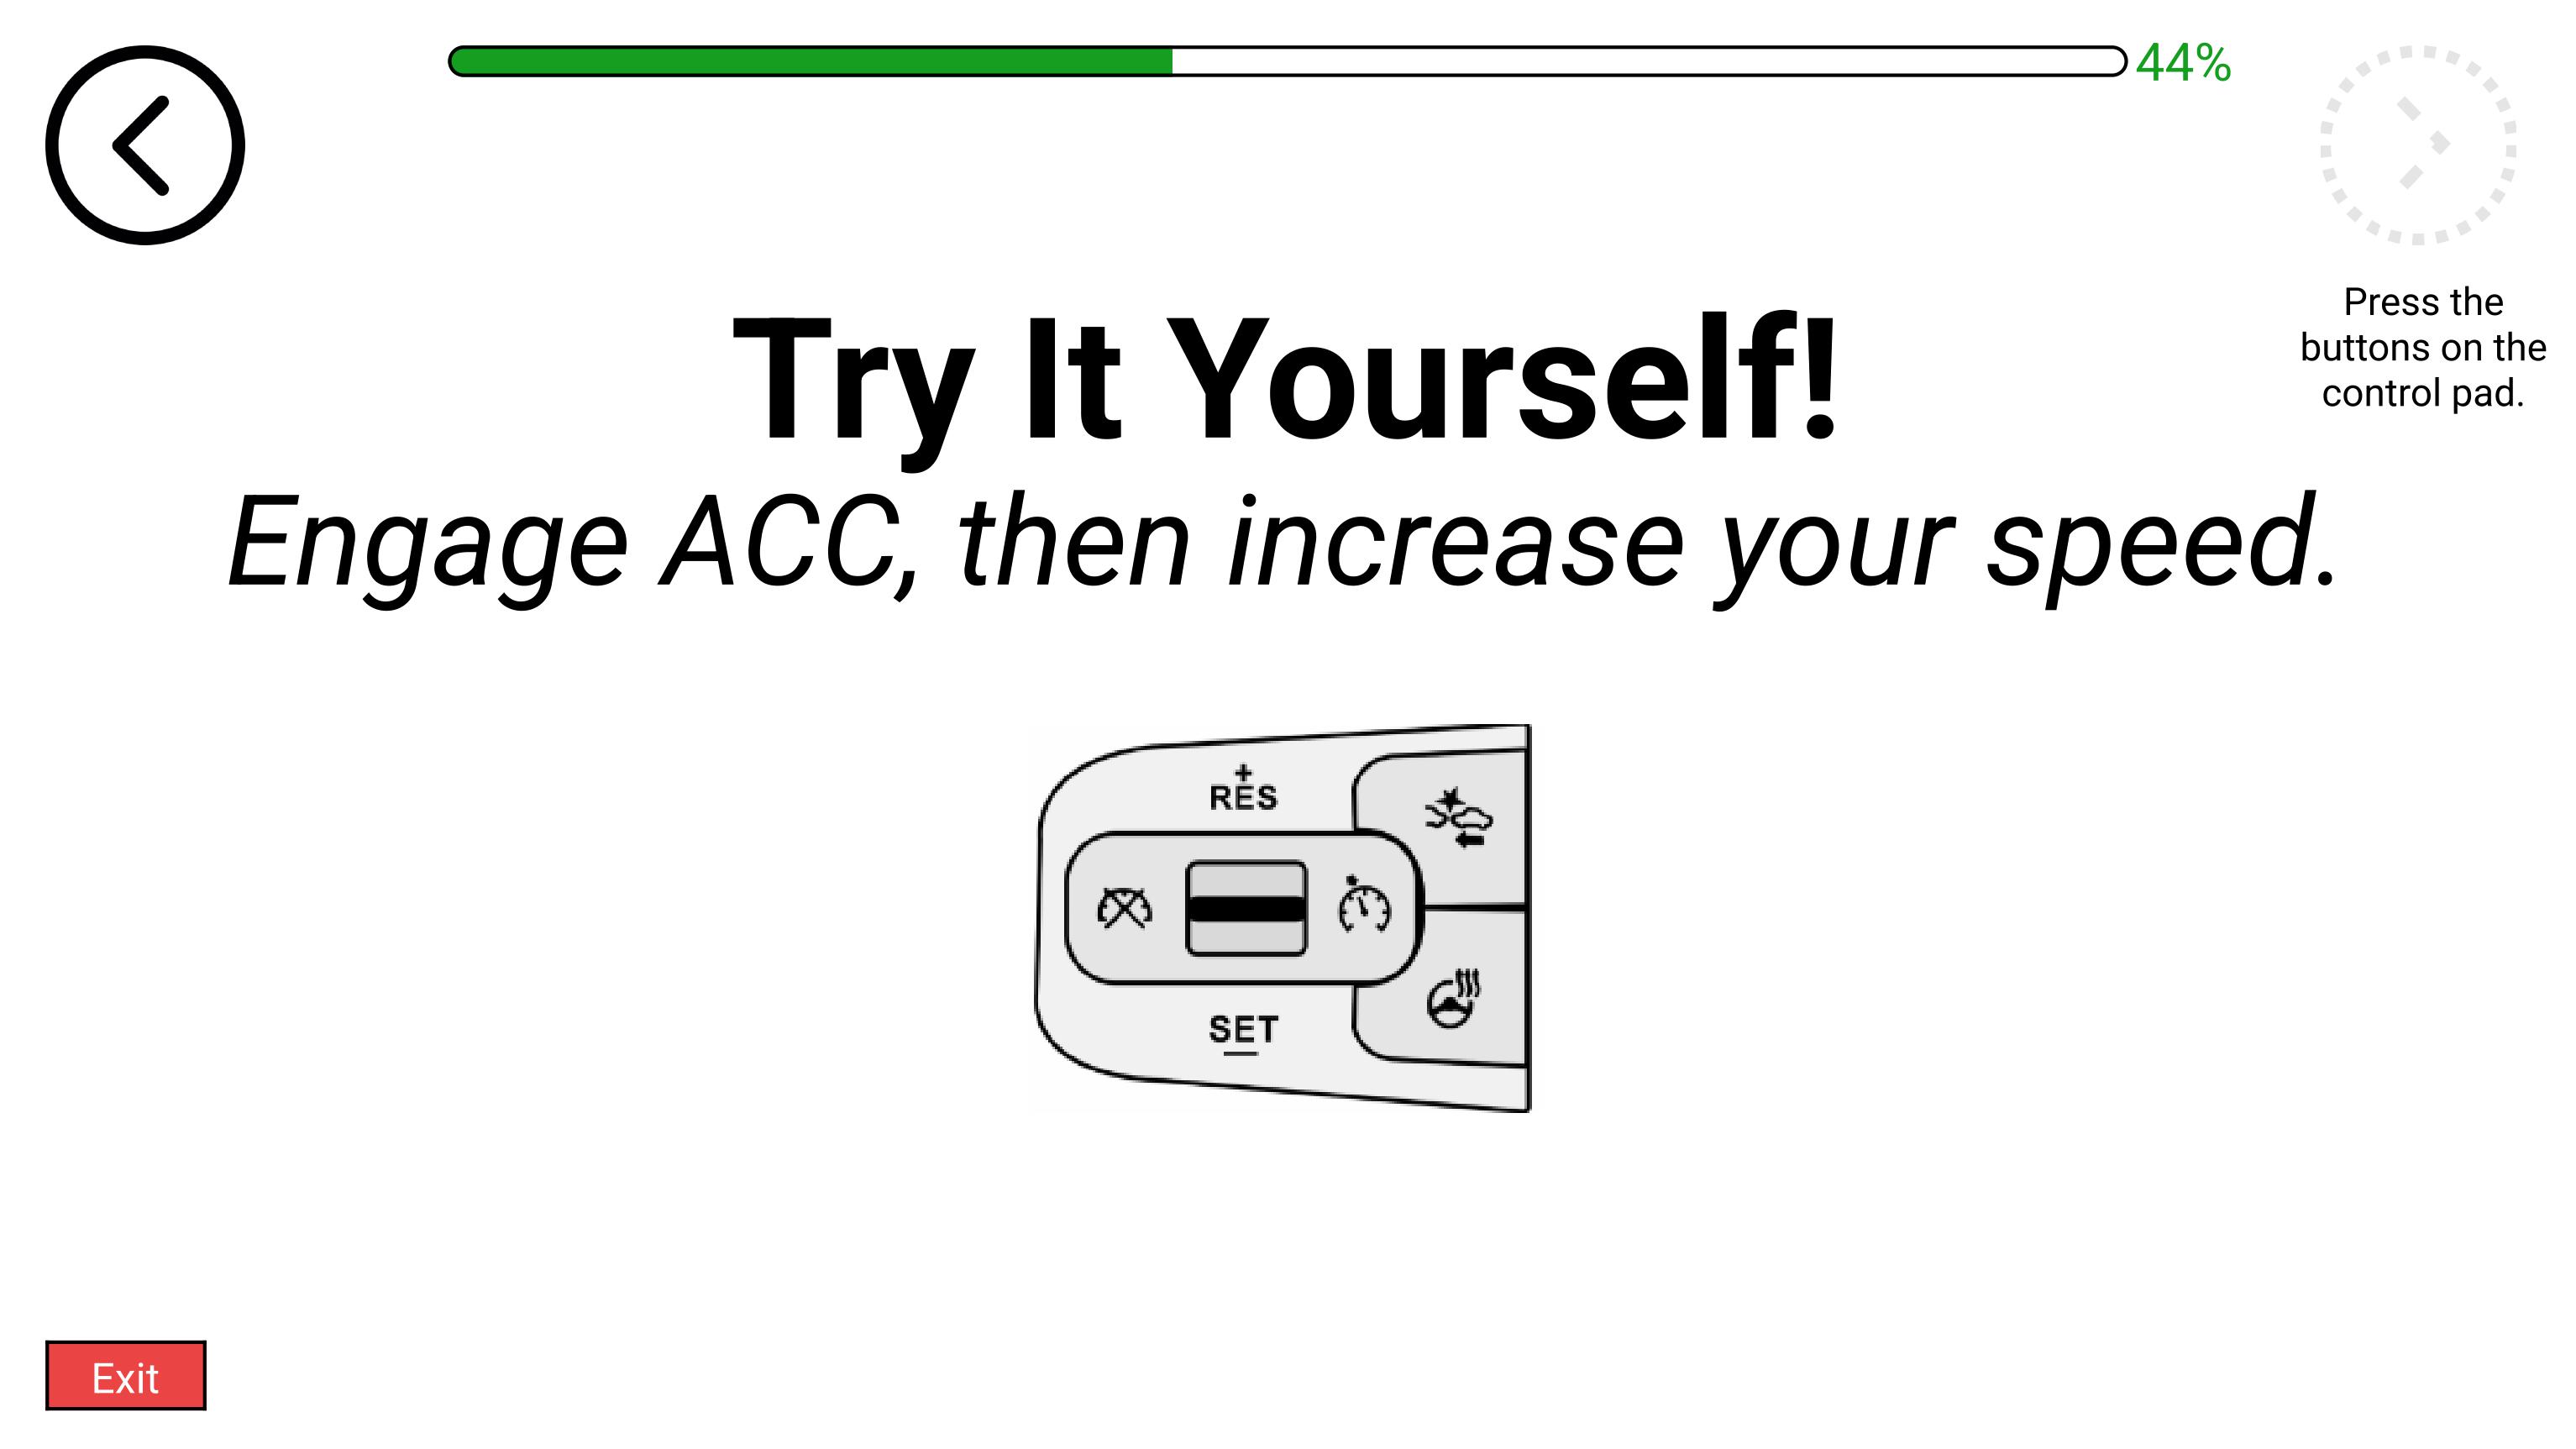 44%
Press the
buttons on the
control pad.
Try It Yourself!
Engage ACC, then increase your speed.
+
RES
SET
Exit